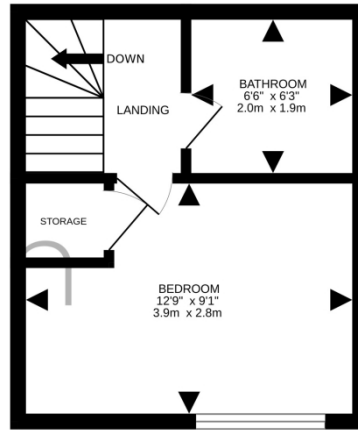 DOWN
BATHROOM
6'6" x 6'3"
2.0m x 1.9m
LANDING
STORAGE
BEDROOM
12'9" x 9'1"
3.9m x 2.8m